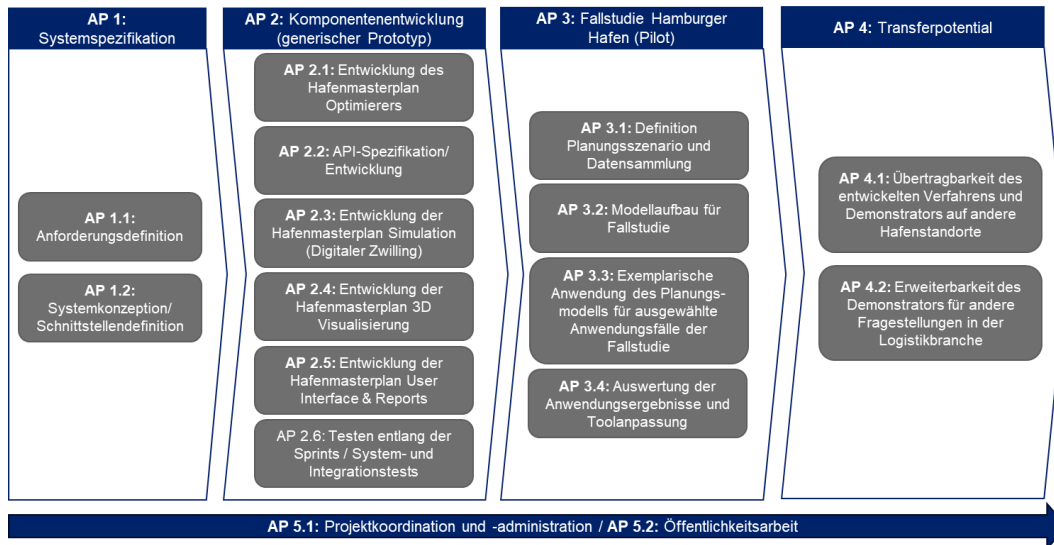 AP 1:
Systemspezifikation
AP 1.1:
Anforderungsdefinition
AP 1.2:
Systemkonzeption/
Schnittstellendefinition
AP 2: Komponentenentwicklung
(generischer Prototyp)
AP 2.1: Entwicklung des
Hafenmasterplan
Optimierers
AP 2.2: API-Spezifikation/
Entwicklung
AP 2.3: Entwicklung der
Hafenmasterplan Simulation
(Digitaler Zwilling)
AP 2.4: Entwicklung der
Hafenmasterplan 3D
Visualisierung
AP 2.5: Entwicklung der
Hafenmasterplan User
Interface & Reports
AP 2.6: Testen entlang der
Sprints / System- und
Integrationstests
AP 3: Fallstudie Hamburger
Hafen (Pilot)
AP 3.1: Definition
Planungsszenario und
Datensammlung
AP 3.2: Modellaufbau für
Fallstudie
AP 3.3: Exemplarische
Anwendung des Planungs-
modells für ausgewählte
Anwendungsfälle der
Fallstudie
AP 3.4: Auswertung der
Anwendungsergebnisse und
Toolanpassung
AP 4: Transferpotential
AP 4.1: Übertragbarkeit des
entwickelten Verfahrens und
Demonstrators auf andere
Hafenstandorte
AP 4.2: Erweiterbarkeit des
Demonstrators für andere
Fragestellungen in der
Logistikbranche
AP 5.1: Projektkoordination und -administration / AP 5.2: Öffentlichkeitsarbeit